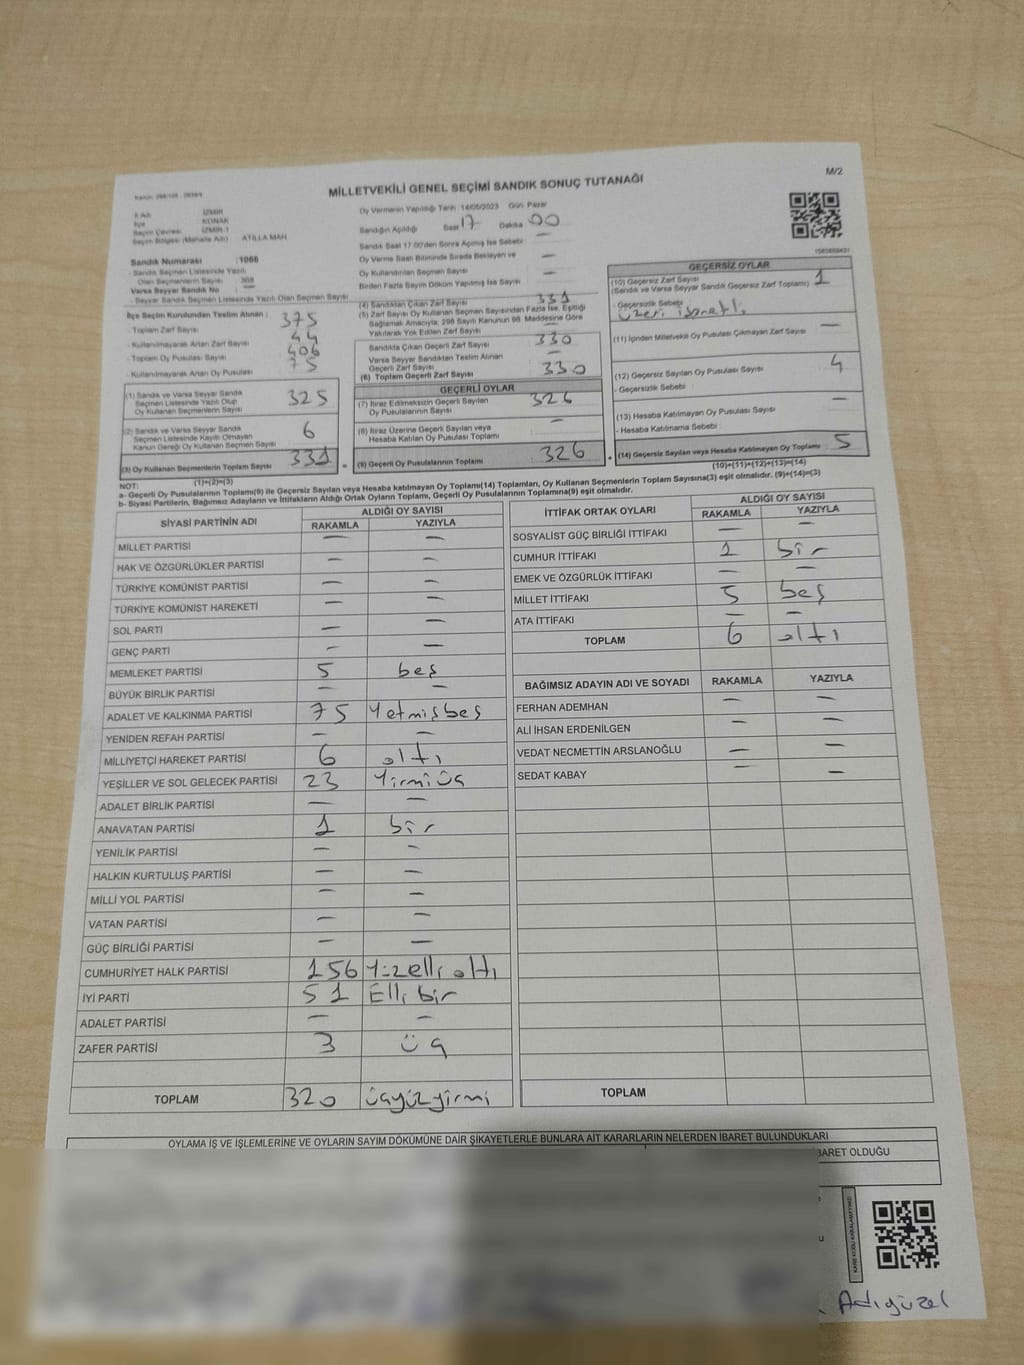 M/2
MİLLETVEKİLİ GENEL SEÇİMİ SANDIK SONUÇ TUTANAĞI
İl Adı İZMİR
İlçe KONAK
Seçim Çevresi İZMİR-1
Seçim Bölgesi (Mahalle Adı) ATİLLA MAH.
Sandık Numarası :1066
- Sandık Seçmen Listesinde Yazılı
Olan Seçmenlerin Sayısı 368
Varsa Seyyar Sandık No —
- Seyyar Sandık Seçmen Listesinde Yazılı Olan Seçmen Sayısı
İlçe Seçim Kurulundan Teslim Alınan :
- Toplam Zarf Sayısı 375
- Kullanılmayarak Artan Zarf Sayısı 44
- Toplam Oy Pusulası Sayısı 406
- Kullanılmayarak Artan Oy Pusulası 75
Oy Vermenin Yapıldığı Tarih :14/05/2023 Gün: Pazar
Sandığın Açıldığı Saat 17 Dakika 00
Sandık Saat 17:00'den Sonra Açılmış İse Sebebi —
Oy Verme Saati Bitiminde Sırada Bekleyen ve
Oy Kullandırılan Seçmen Sayısı —
Birden Fazla Sayım Döküm Yapılmış İse Sayısı —
(4) Sandıktan Çıkan Zarf Sayısı 331
(5) Zarf Sayısı Oy Kullanan Seçmen Sayısından Fazla İse, Eşitliği
Sağlamak Amacıyla, 298 Sayılı Kanunun 98. Maddesine Göre
Yakılarak Yok Edilen Zarf Sayısı —
Sandıkta Çıkan Geçerli Zarf Sayısı 330
Varsa Seyyar Sandıktan Teslim Alınan
Geçerli Zarf Sayısı —
(6) Toplam Geçerli Zarf Sayısı 330
GEÇERSİZ OYLAR
(10) Geçersiz Zarf Sayısı
(Sandık ve Varsa Seyyar Sandık Geçersiz Zarf Toplamı) 1
- Geçersizlik Sebebi :
üzeri işaretli
(11) İçinden Milletvekili Oy Pusulası Çıkmayan Zarf Sayısı —
(12) Geçersiz Sayılan Oy Pusulası Sayısı 4
- Geçersizlik Sebebi :
(13) Hesaba Katılmayan Oy Pusulası Sayısı —
- Hesaba Katılmama Sebebi :
(14) Geçersiz Sayılan veya Hesaba Katılmayan Oy Toplamı 5
(10)+(11)+(12)+(13)=(14)
(1) Sandık ve Varsa Seyyar Sandık
Seçmen Listesinde Yazılı Olup
Oy Kullanan Seçmenlerin Sayısı 325
(2) Sandık ve Varsa Seyyar Sandık
Seçmen Listesinde Kayıtlı Olmayan
Kanun Gereği Oy Kullanan Seçmen Sayısı 6
(3) Oy Kullanan Seçmenlerin Toplam Sayısı 331 =
(1)+(2)=(3)
GEÇERLİ OYLAR
(7) İtiraz Edilmeksizin Geçerli Sayılan
Oy Pusulalarının Sayısı 326
(8) İtiraz Üzerine Geçerli Sayılan veya
Hesaba Katılan Oy Pusulası Toplamı —
(9) Geçerli Oy Pusulalarının Toplamı 326 +
NOT:
a- Geçerli Oy Pusulalarının Toplamı(9) ile Geçersiz Sayılan veya Hesaba katılmayan Oy Toplamı(14) Toplamları, Oy Kullanan Seçmenlerin Toplam Sayısına(3) eşit olmalıdır. (9)+(14)=(3)
b- Siyasi Partilerin, Bağımsız Adayların ve İttifakların Aldığı Ortak Oyların Toplamı, Geçerli Oy Pusulalarının Toplamına(9) eşit olmalıdır.
SİYASİ PARTİNİN ADI ALDIĞI OY SAYISI
RAKAMLA YAZIYLA
MİLLET PARTİSİ — —
HAK VE ÖZGÜRLÜKLER PARTİSİ — —
TÜRKİYE KOMÜNİST PARTİSİ — —
TÜRKİYE KOMÜNİST HAREKETİ — —
SOL PARTİ — —
GENÇ PARTİ — —
MEMLEKET PARTİSİ 5 beş
BÜYÜK BİRLİK PARTİSİ — —
ADALET VE KALKINMA PARTİSİ 75 Yetmişbeş
YENİDEN REFAH PARTİSİ — —
MİLLİYETÇİ HAREKET PARTİSİ 6 altı
YEŞİLLER VE SOL GELECEK PARTİSİ 23 Yirmiüç
ADALET BİRLİK PARTİSİ — —
ANAVATAN PARTİSİ 1 bir
YENİLİK PARTİSİ — —
HALKIN KURTULUŞ PARTİSİ — —
MİLLİ YOL PARTİSİ — —
VATAN PARTİSİ — —
GÜÇ BİRLİĞİ PARTİSİ — —
CUMHURİYET HALK PARTİSİ 156 Yüzelli altı
İYİ PARTİ 51 Elli bir
ADALET PARTİSİ — —
ZAFER PARTİSİ 3 üç
TOPLAM 320 üçyüzyirmi
İTTİFAK ORTAK OYLARI ALDIĞI OY SAYISI
RAKAMLA YAZIYLA
SOSYALİST GÜÇ BİRLİĞİ İTTİFAKI — —
CUMHUR İTTİFAKI 1 bir
EMEK VE ÖZGÜRLÜK İTTİFAKI — —
MİLLET İTTİFAKI 5 beş
ATA İTTİFAKI — —
TOPLAM 6 altı
BAĞIMSIZ ADAYIN ADI VE SOYADI RAKAMLA YAZIYLA
FERHAN ADEMHAN — —
ALİ İHSAN ERDENİLGEN — —
VEDAT NECMETTİN ARSLANOĞLU — —
SEDAT KABAY — —
TOPLAM
OYLAMA İŞ VE İŞLEMLERİNE VE OYLARIN SAYIM DÖKÜMÜNE DAİR ŞİKAYETLERLE BUNLARA AİT KARARLARIN NELERDEN İBARET BULUNDUKLARI
BARET OLDUĞU
KARE KODU KARALAMAYINIZ!
Adıgüzel